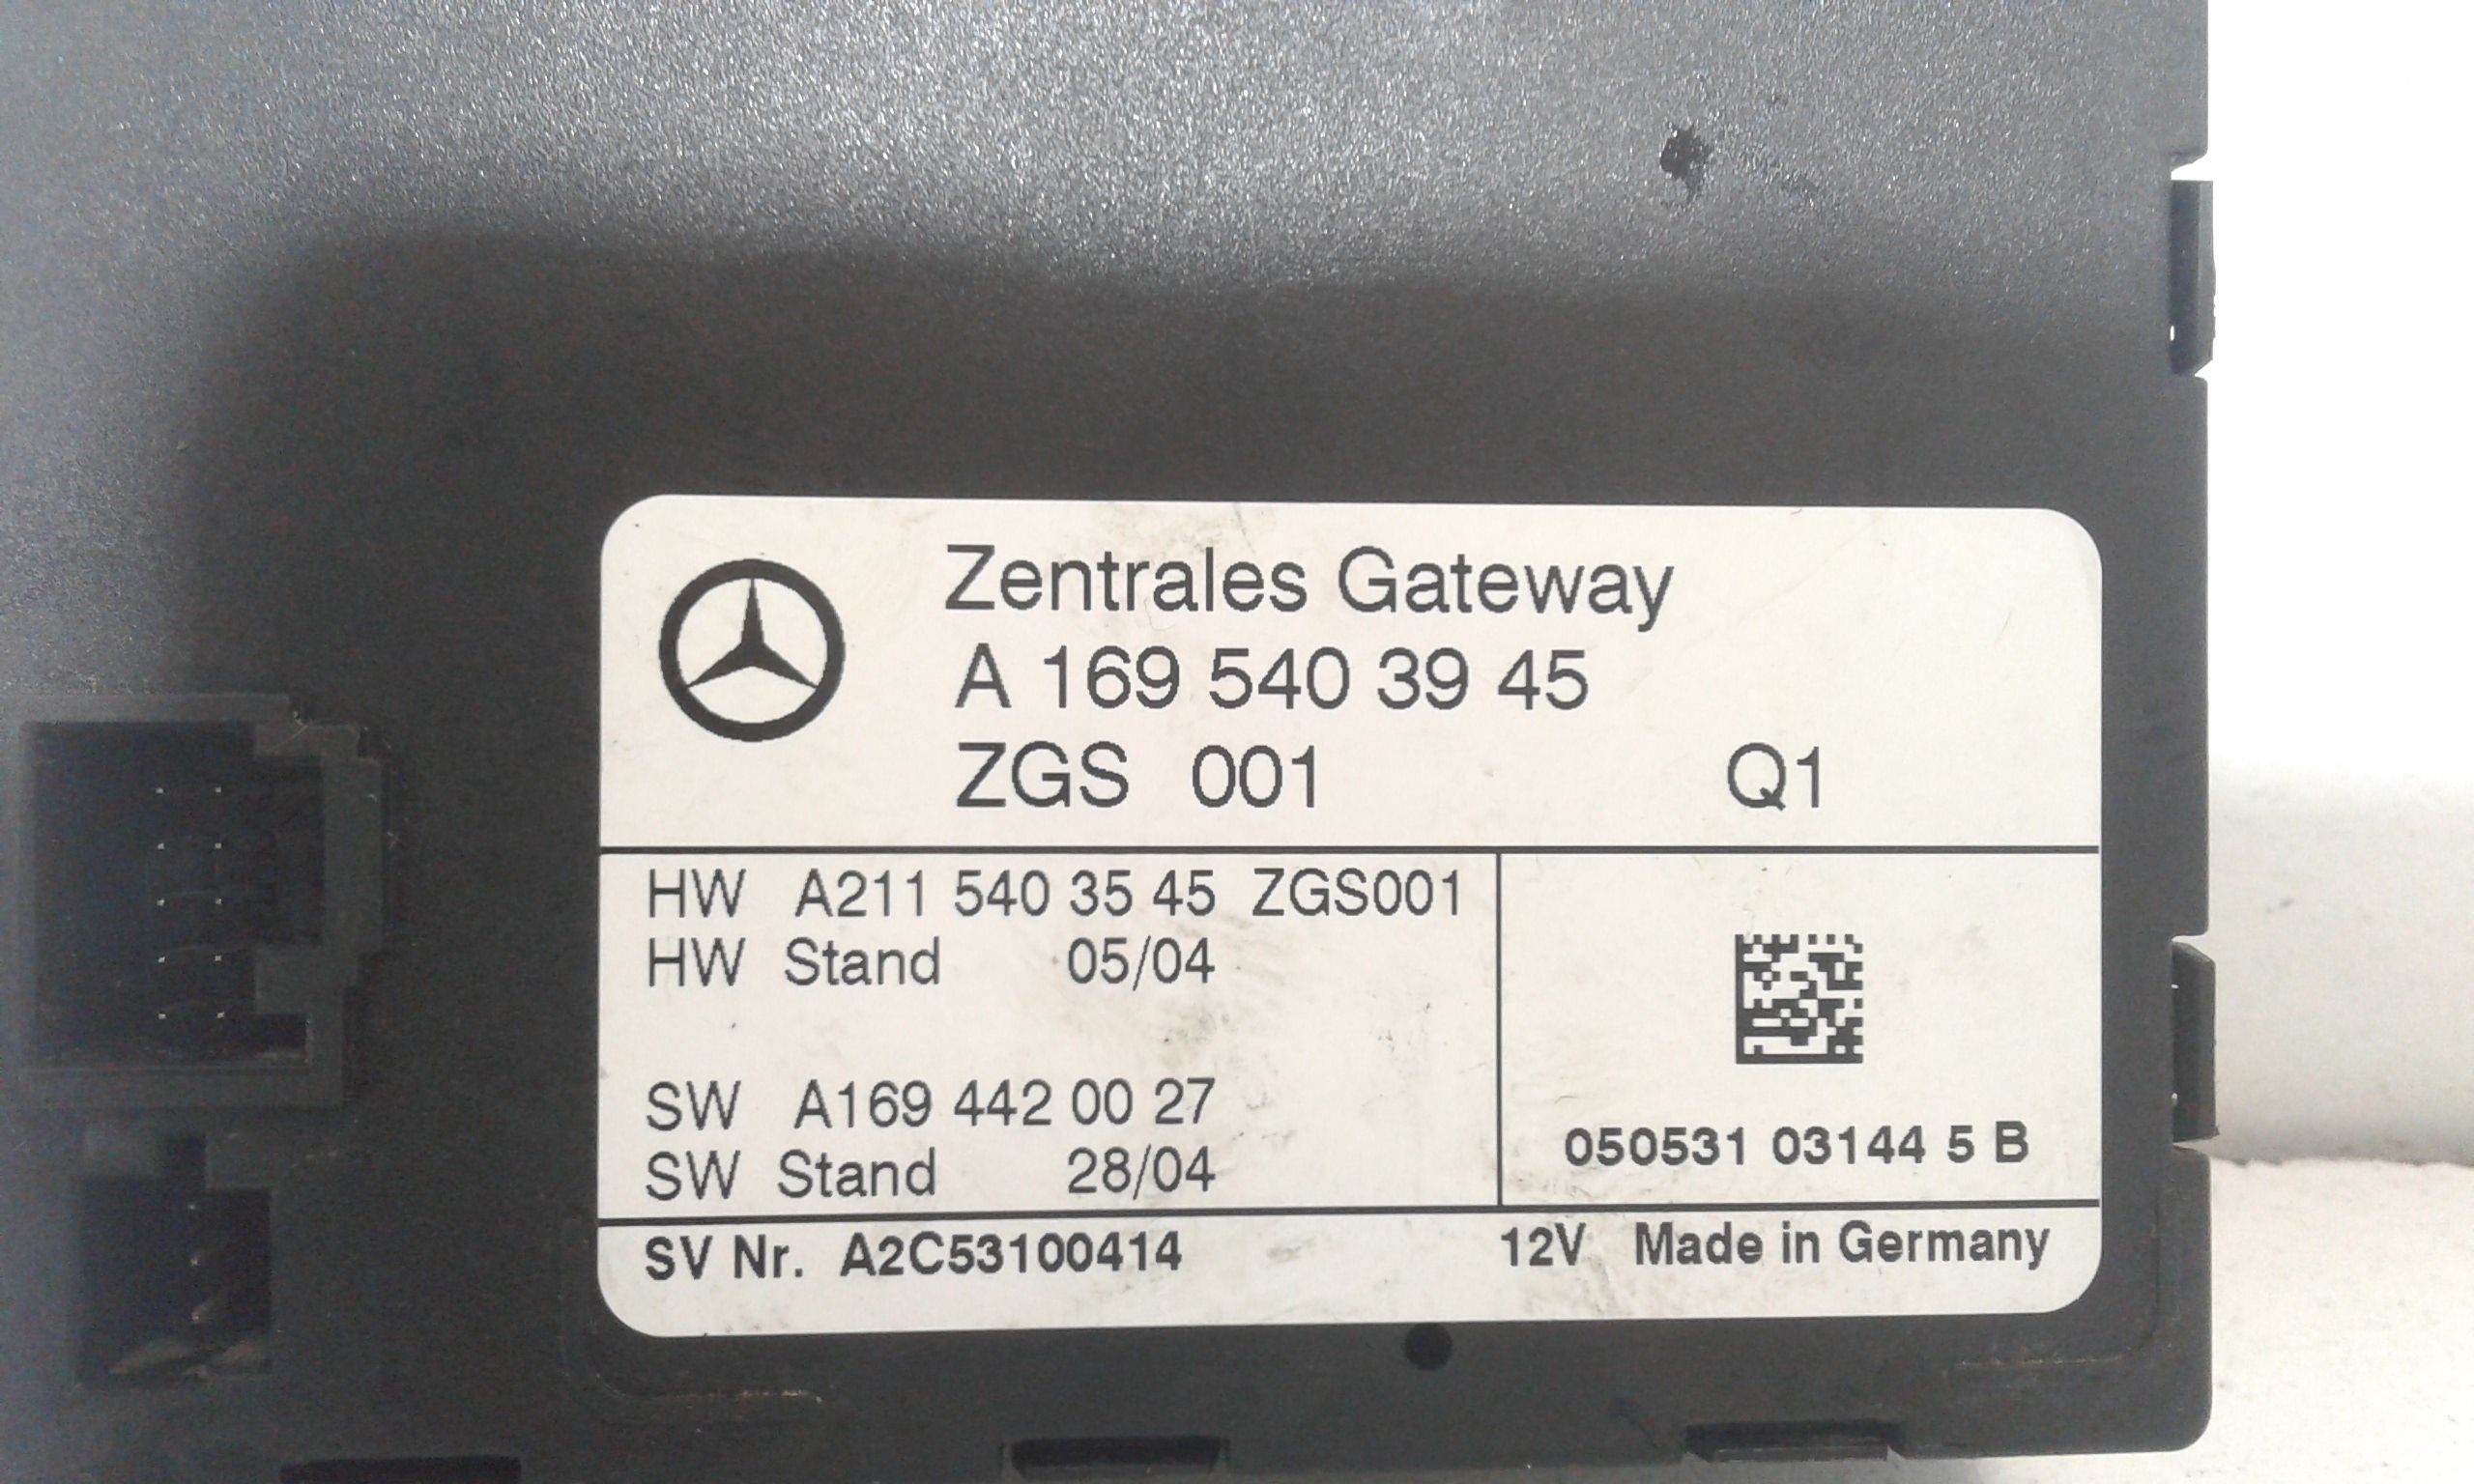 Zentrales Gateway
A 169 540 39 45
ZGS 001 Q1
HW A211 540 35 45 ZGS001
HW Stand 05/04
SW A169 442 00 27
SW Stand 28/04
050531 03144 5 B
SV Nr. A2C53100414 12V Made in Germany